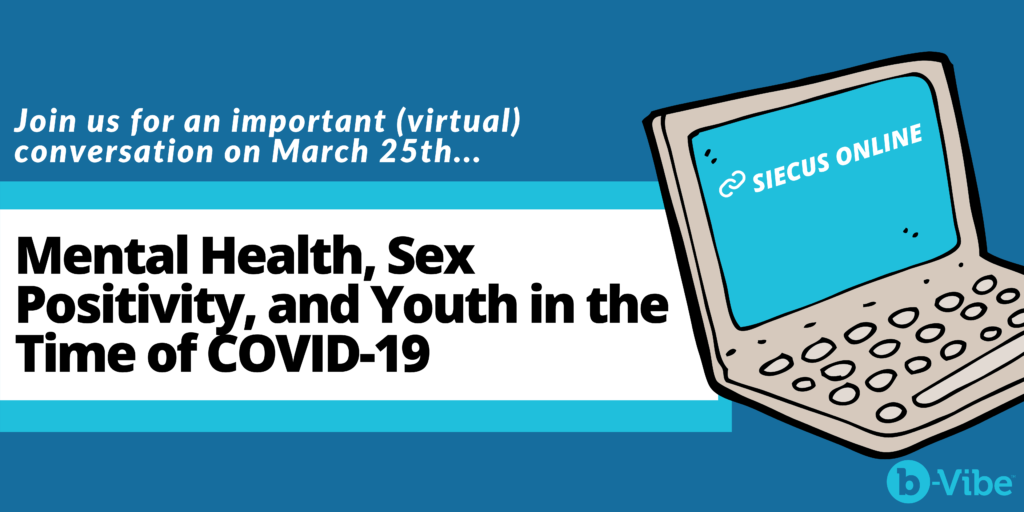 Join us for an important (virtual)
conversation on March 25th...
SIECUS ONLINE
Mental Health, Sex
Positivity, and Youth in the
Time of COVID-19
b-Vibe™